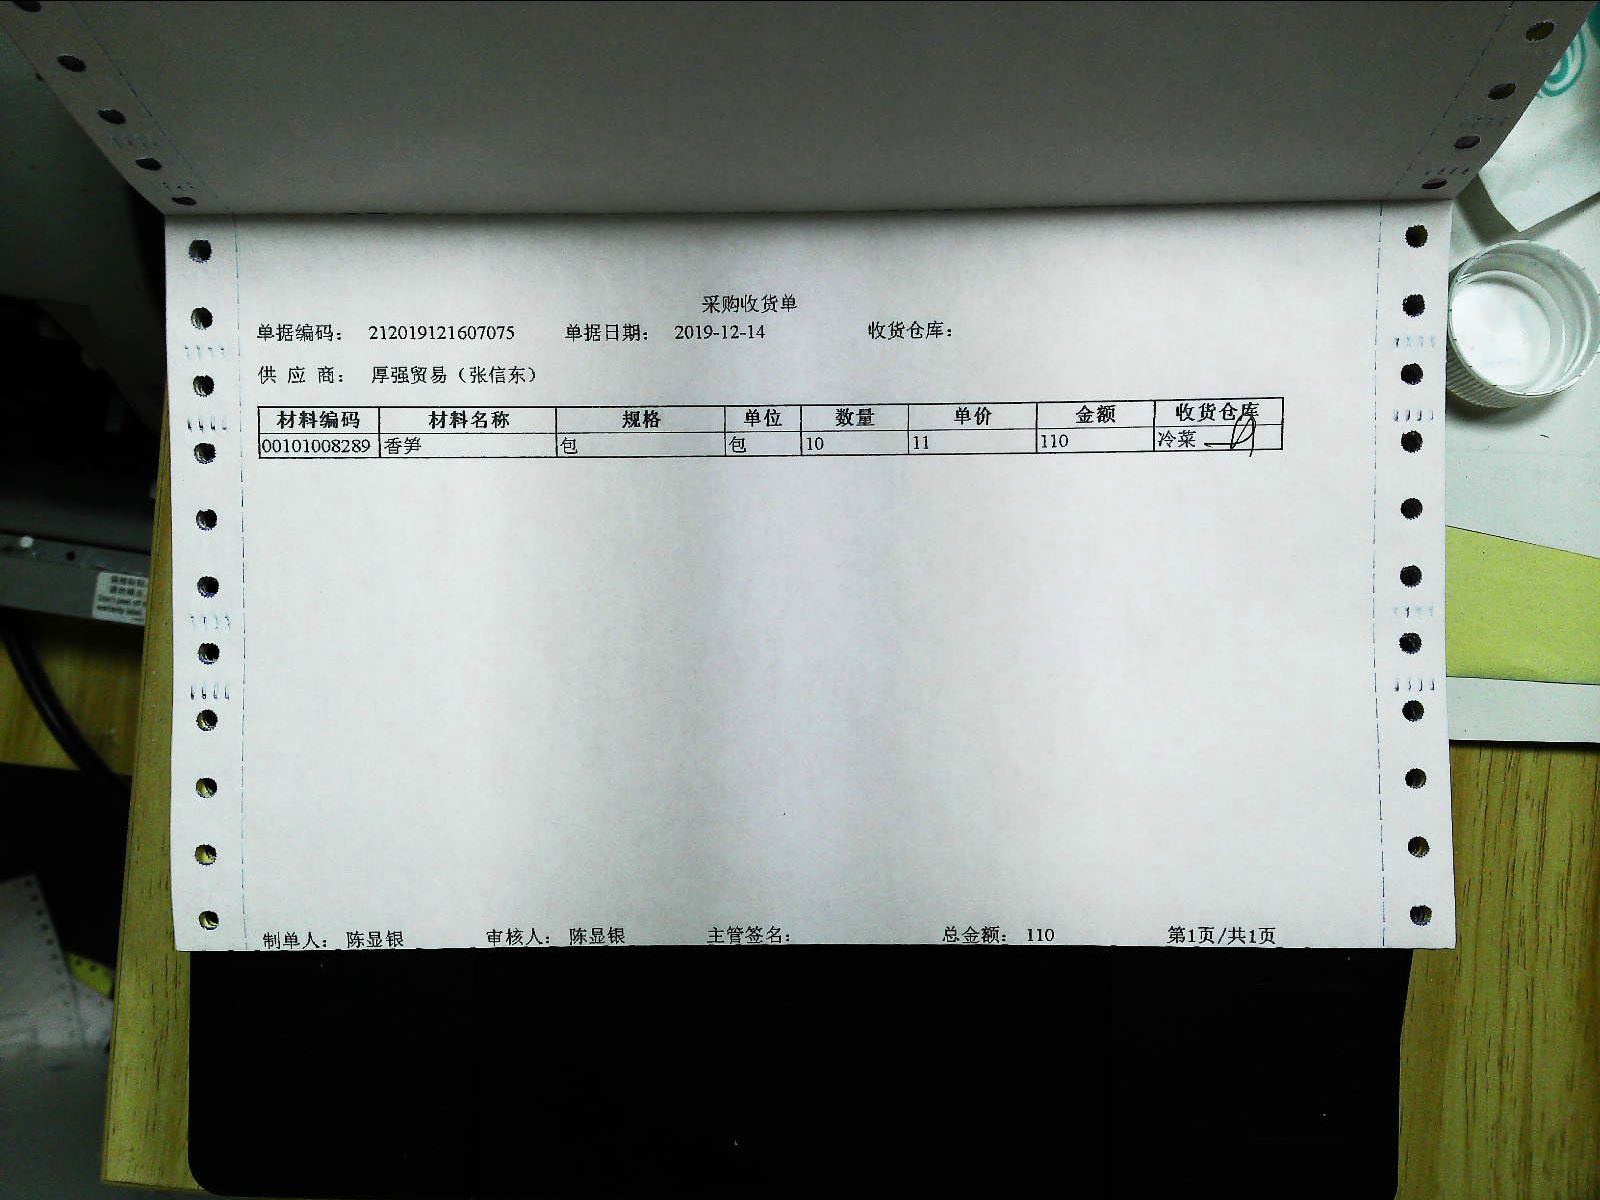 采购收货单
单据编码： 212019121607075 单据日期： 2019-12-14 收货仓库：
供 应 商： 厚强贸易（张信东）
材料编码 材料名称 规格 单位 数量 单价 金额 收货仓库
00101008289 香笋 包 包 10 11 110 冷菜
制单人： 陈显银 审核人： 陈显银 主管签名： 总金额： 110 第1页/共1页